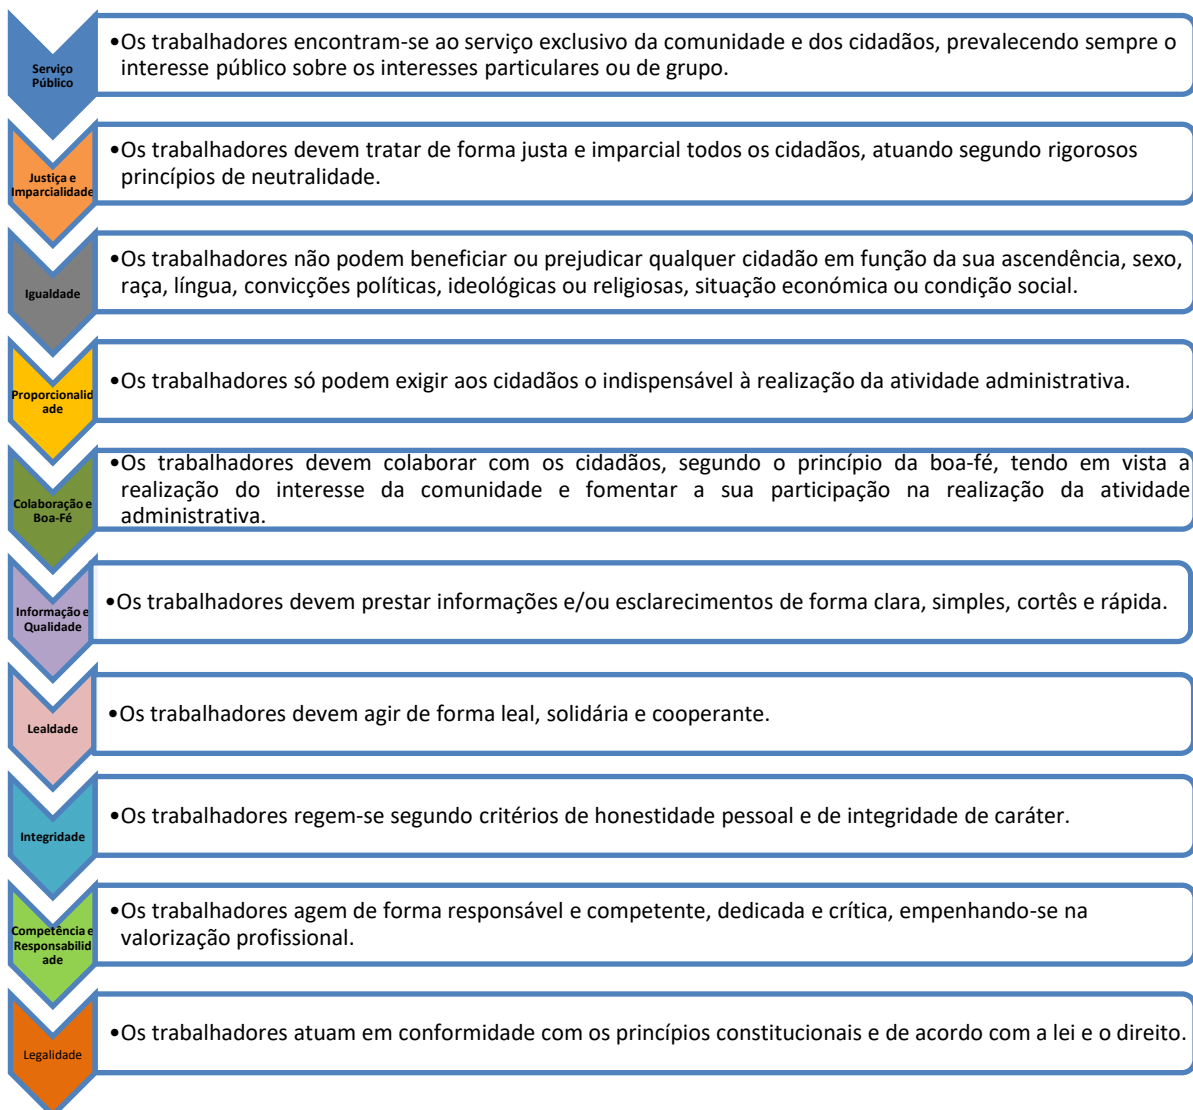 Serviço
Público
•Os trabalhadores encontram-se ao serviço exclusivo da comunidade e dos cidadãos, prevalecendo sempre o
interesse público sobre os interesses particulares ou de grupo.
Justiça e
Imparcialidade
•Os trabalhadores devem tratar de forma justa e imparcial todos os cidadãos, atuando segundo rigorosos
princípios de neutralidade.
Igualdade
•Os trabalhadores não podem beneficiar ou prejudicar qualquer cidadão em função da sua ascendência, sexo,
raça, língua, convicções políticas, ideológicas ou religiosas, situação económica ou condição social.
Proporcionalid
ade
•Os trabalhadores só podem exigir aos cidadãos o indispensável à realização da atividade administrativa.
Colaboração e
Boa-Fé
•Os trabalhadores devem colaborar com os cidadãos, segundo o princípio da boa-fé, tendo em vista a
realização do interesse da comunidade e fomentar a sua participação na realização da atividade
administrativa.
Informação e
Qualidade
•Os trabalhadores devem prestar informações e/ou esclarecimentos de forma clara, simples, cortês e rápida.
Lealdade
•Os trabalhadores devem agir de forma leal, solidária e cooperante.
Integridade
•Os trabalhadores regem-se segundo critérios de honestidade pessoal e de integridade de caráter.
Competência e
Responsabilid
ade
•Os trabalhadores agem de forma responsável e competente, dedicada e crítica, empenhando-se na
valorização profissional.
Legalidade
•Os trabalhadores atuam em conformidade com os princípios constitucionais e de acordo com a lei e o direito.